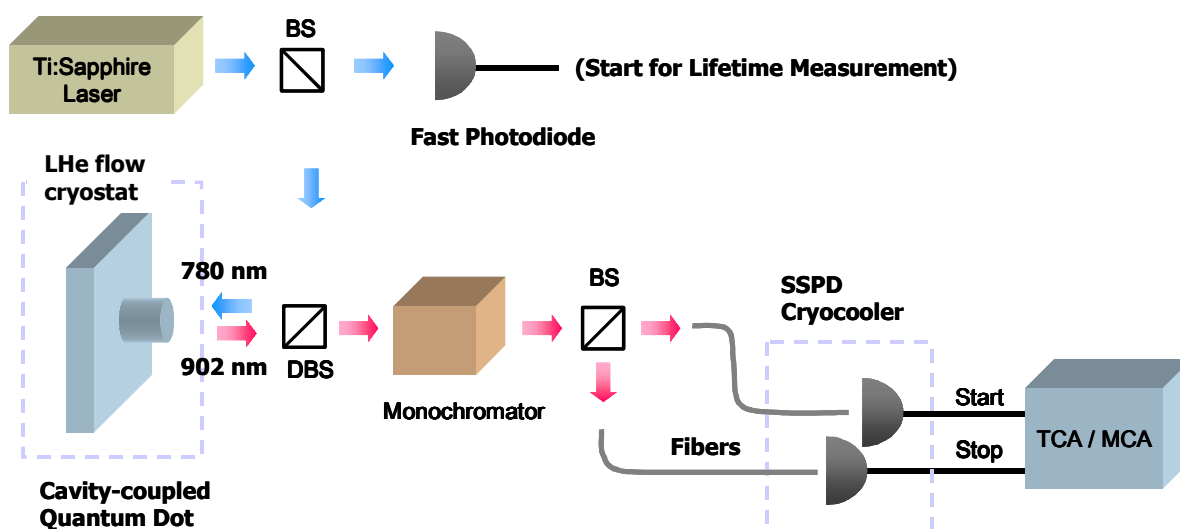 BS
Ti:Sapphire
Laser
(Start for Lifetime Measurement)
Fast Photodiode
LHe flow
cryostat
780 nm
902 nm
DBS
Monochromator
BS
SSPD
Cryocooler
Fibers
Start
Stop
TCA / MCA
Cavity-coupled
Quantum Dot